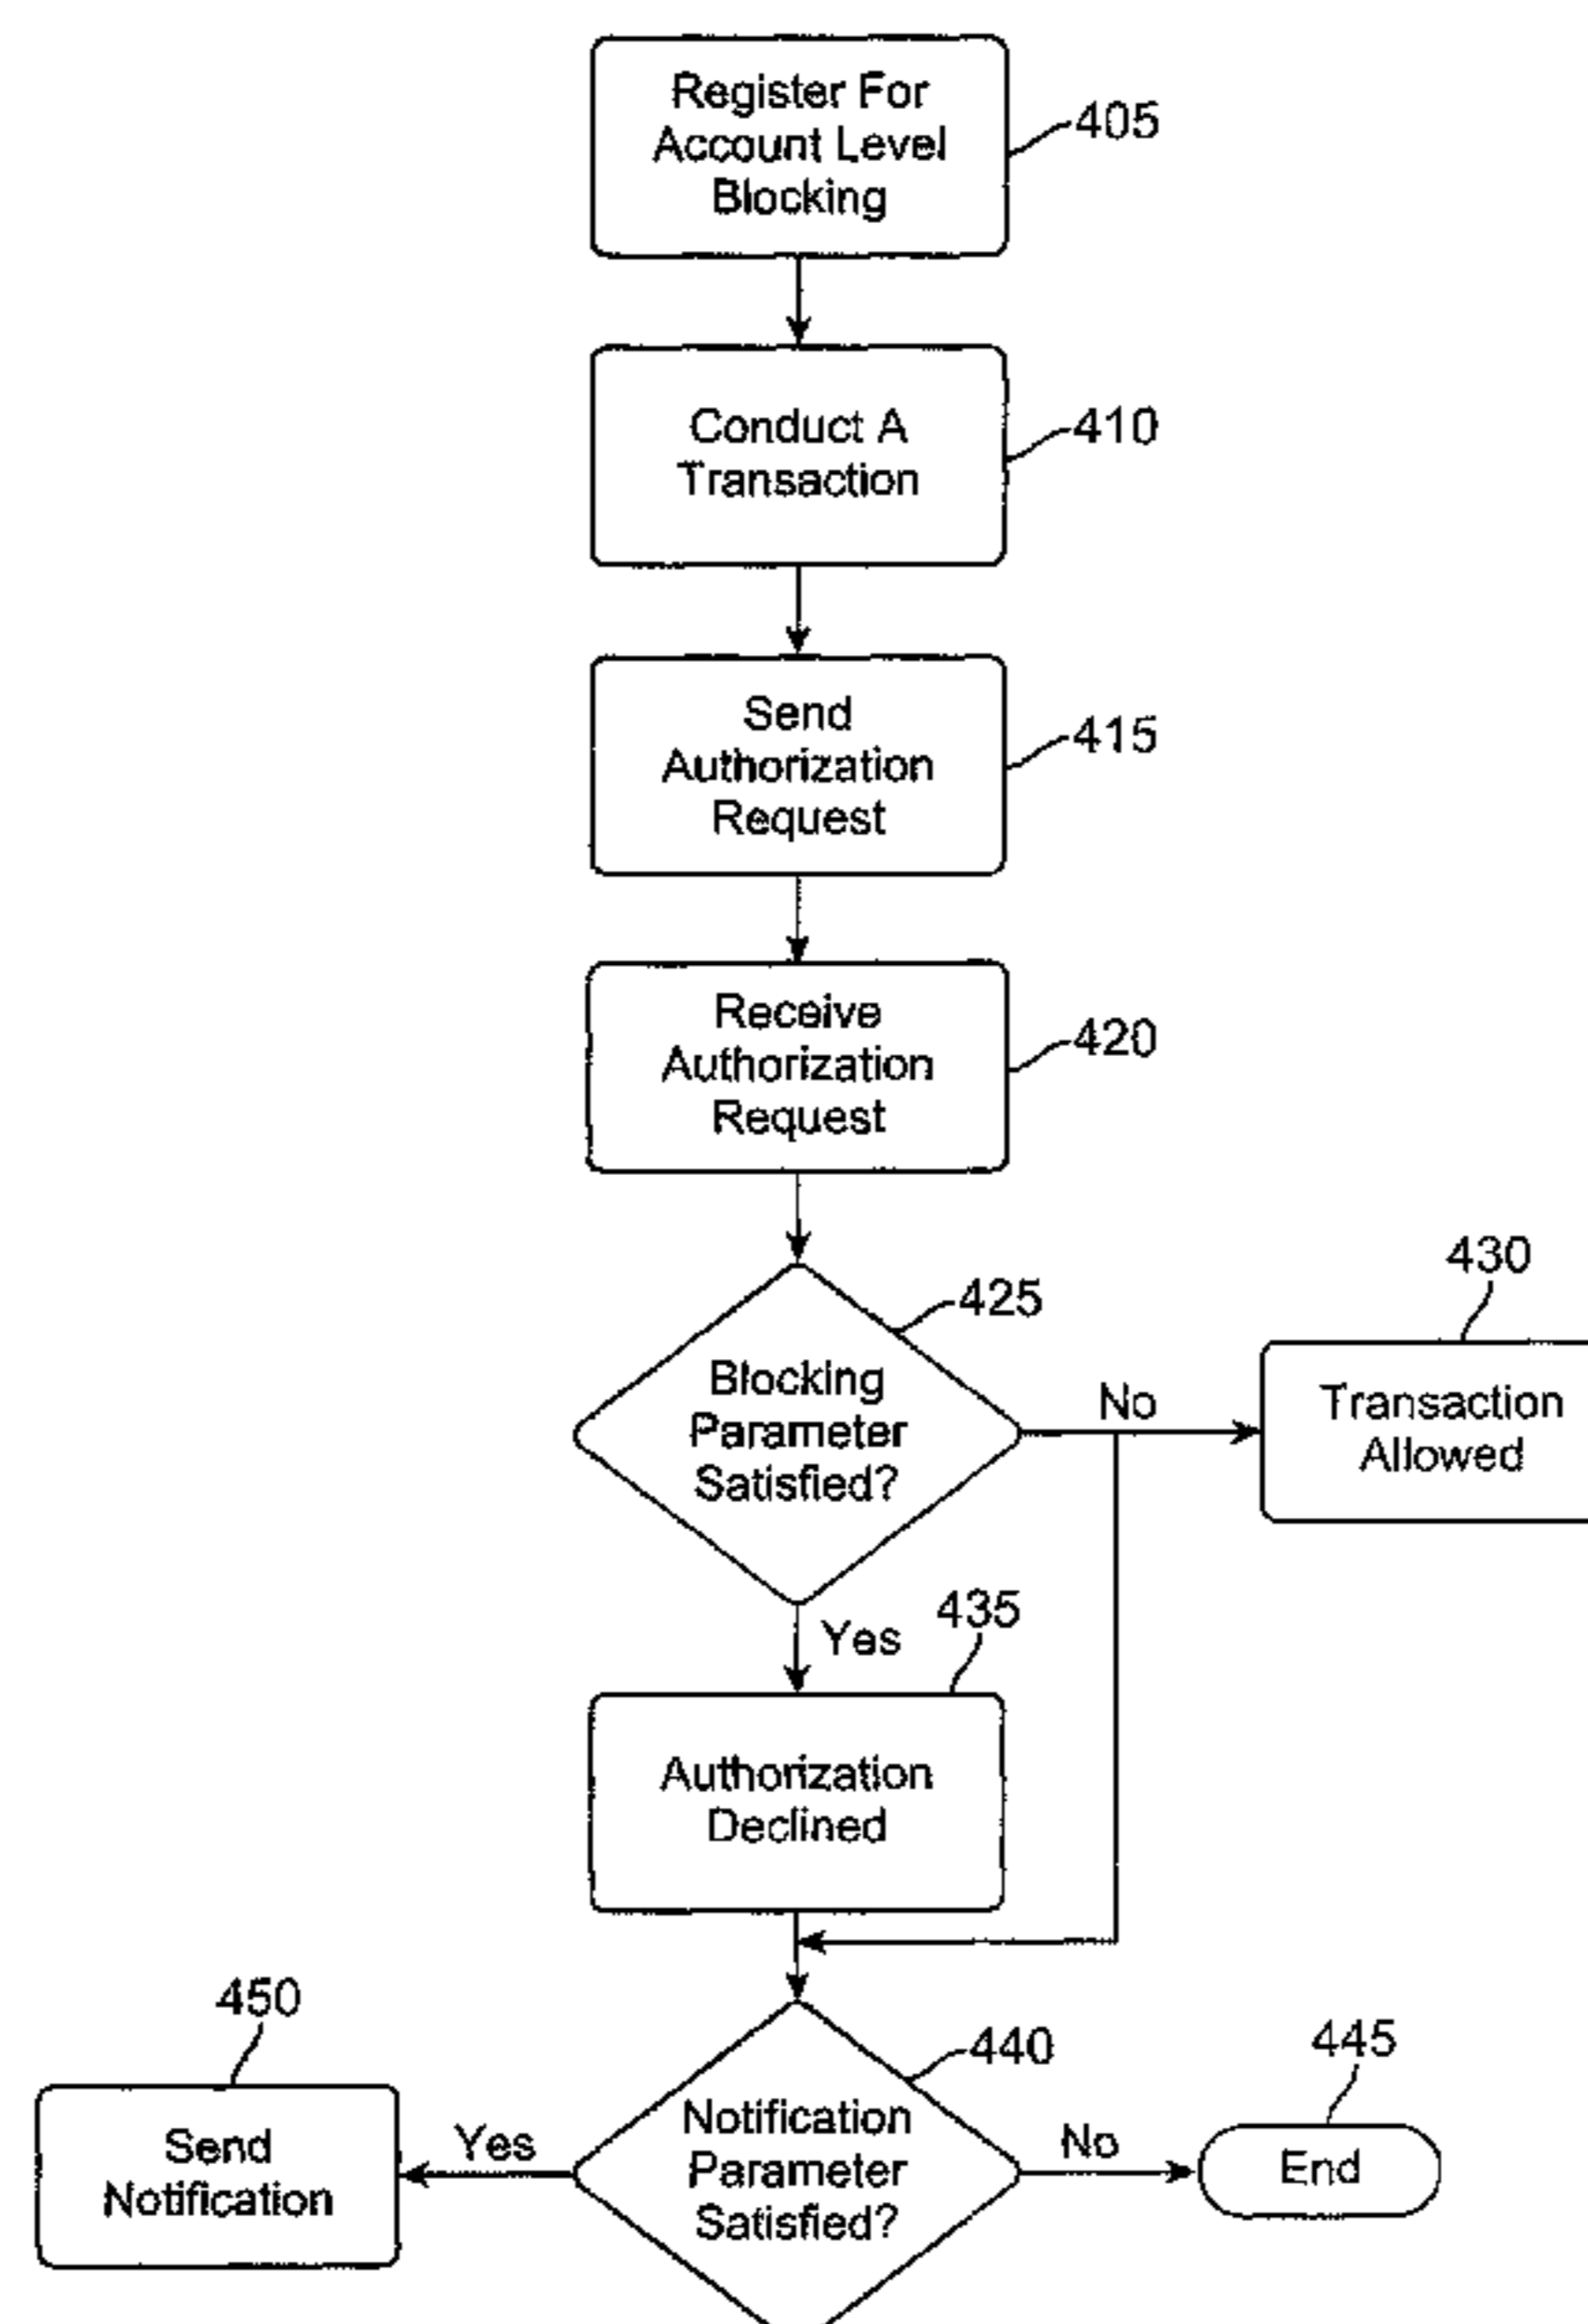 Register For
Account Level
Blocking
405
Conduct A
Transaction
410
Send
Authorization
Request
415
Receive
Authorization
Request
420
425
Blocking
Parameter
Satisfied?
No
430
Transaction
Allowed
Yes
435
Authorization
Declined
450
Send
Notification
Yes
440
Notification
Parameter
Satisfied?
No
445
End